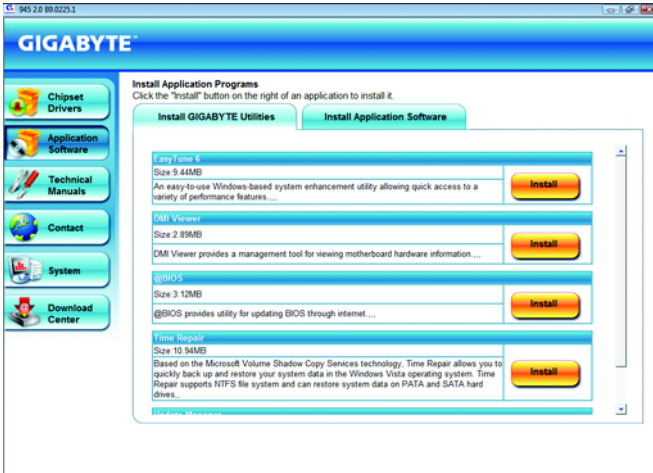 945 2.0 B9.0225.1
GIGABYTE™
Chipset
Drivers
Application
Software
Technical
Manuals
Contact
System
Download
Center
Install Application Programs
Click the "Install" button on the right of an application to install it.
Install GIGABYTE Utilities
Install Application Software
EasyTune 6
Size:9.44MB
An easy-to-use Windows-based system enhancement utility allowing quick access to a
variety of performance features....
Install
DMI Viewer
Size:2.89MB
DMI Viewer provides a management tool for viewing motherboard hardware information....
Install
@BIOS
Size:3.12MB
@BIOS provides utility for updating BIOS through internet....
Install
Time Repair
Size:10.94MB
Based on the Microsoft Volume Shadow Copy Services technology, Time Repair allows you to
quickly back up and restore your system data in the Windows Vista operating system. Time
Repair supports NTFS file system and can restore system data on PATA and SATA hard
drives..
Install
Update Manager